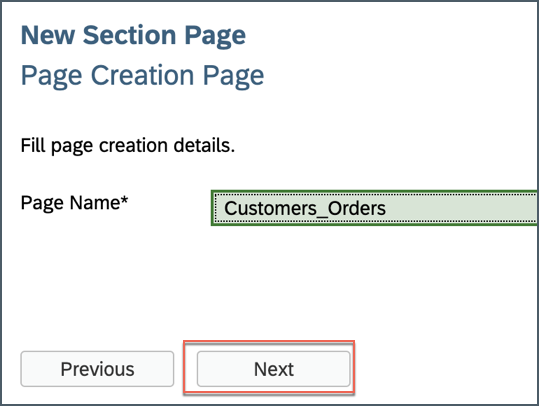 New Section Page
Page Creation Page
Fill page creation details.
Page Name* Customers_Orders
Previous Next